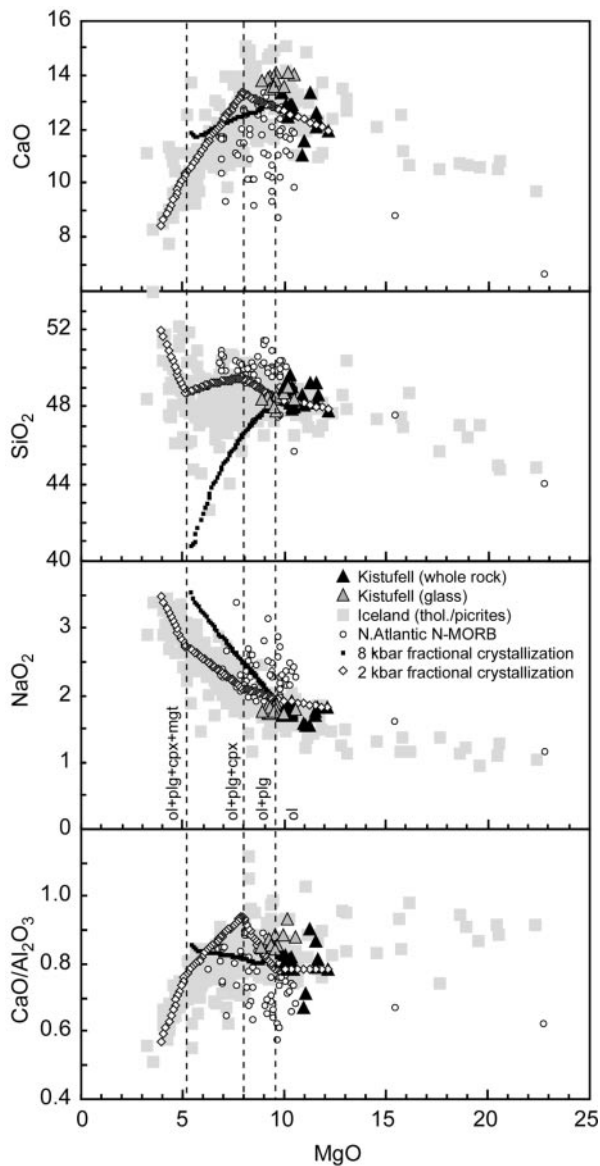 16
14
12
10
8
CaO
52
48
44
40
SiO2
3
2
1
0
NaO2
Kistufell (whole rock)
Kistufell (glass)
Iceland (thol./picrites)
N.Atlantic N-MORB
8 kbar fractional crystallization
2 kbar fractional crystallization
ol+plg+cpx+mgt
ol+plg+cpx
ol+plg
ol
1.0
0.8
0.6
0.4
CaO/Al2O3
0 5 10 15 20 25
MgO